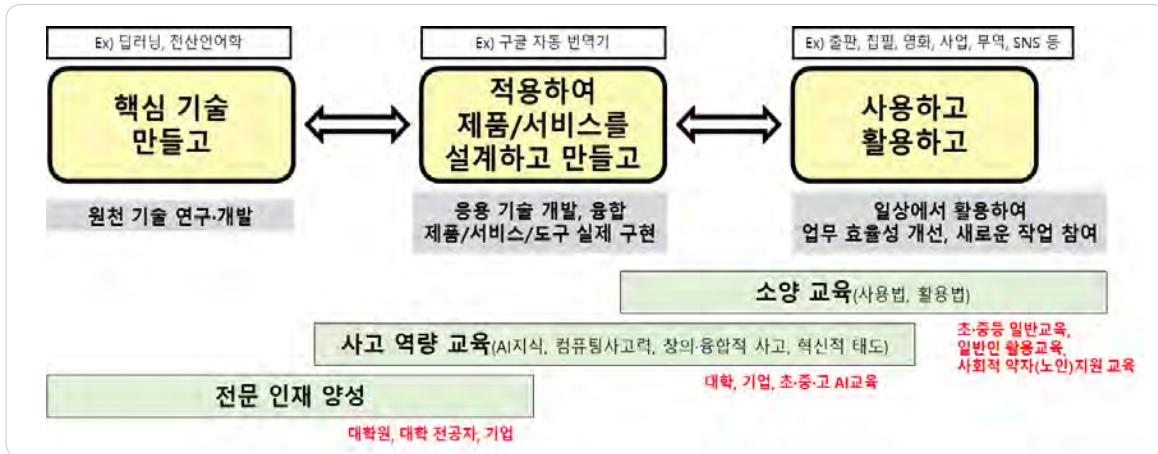 Ex) 딥러닝, 전산언어학
Ex) 구글 자동 번역기
Ex) 출판, 집필, 영화, 사업, 무역, SNS 등
핵심 기술
만들고
적용하여
제품/서비스를
설계하고 만들고
사용하고
활용하고
원천 기술 연구·개발
응용 기술 개발, 융합
제품/서비스/도구 실제 구현
일상에서 활용하여
업무 효율성 개선, 새로운 작업 참여
소양 교육(사용법, 활용법)
초·중등 일반교육,
일반인 활용교육,
사회적 약자(노인)지원 교육
사고 역량 교육(AI지식, 컴퓨팅사고력, 창의·융합적 사고, 혁신적 태도)
대학, 기업, 초·중·고 AI교육
전문 인재 양성
대학원, 대학 전공자, 기업